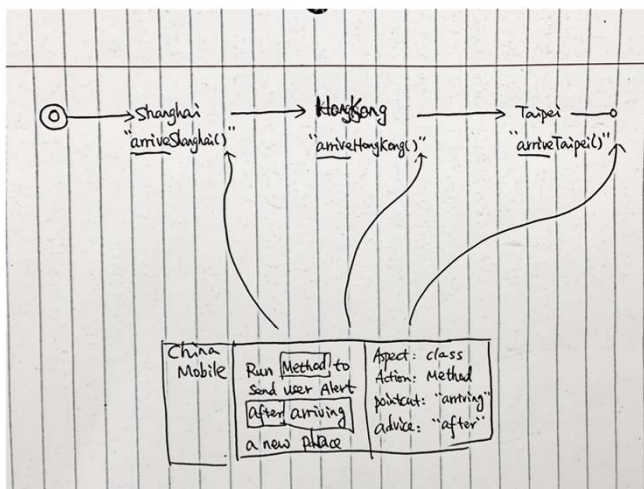 Shanghai
"arriveShanghai()"
HongKong
"arriveHongKong()"
Taipei
"arriveTaipei()"
China
Mobile
Run Method to
send user Alert
after arriving
a new place
Aspect: class
Action: Method
pointcut: "arriving"
advice: "after"